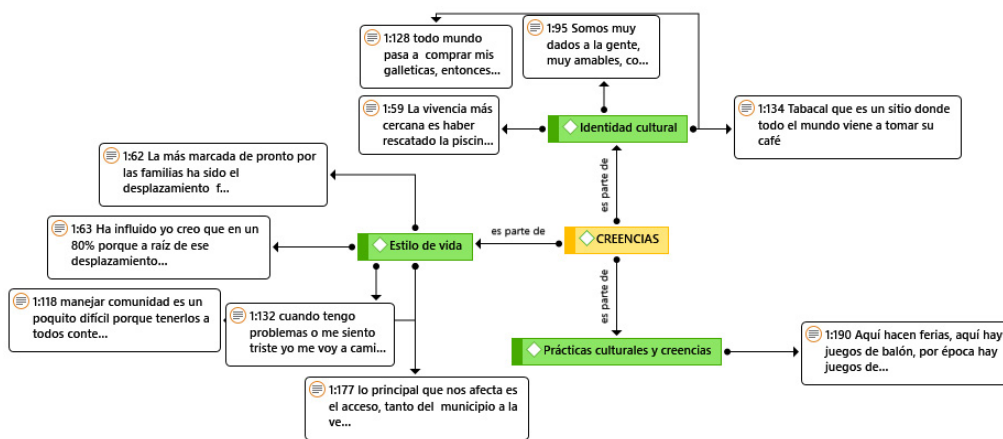 1:128 todo mundo
pasa a comprar mis
galleticas, entonces...
1:95 Somos muy
dados a la gente,
muy amables, co...
1:59 La vivencia más
cercana es haber
rescatado la piscin...
Identidad cultural
1:134 Tabacal que es un sitio donde
todo el mundo viene a tomar su
café
1:62 La más marcada de pronto por
las familias ha sido el
desplazamiento f...
es parte de
1:63 Ha influido yo creo que en un
80% porque a raíz de ese
desplazamiento...
Estilo de vida
es parte de
CREENCIAS
es parte de
1:118 manejar comunidad es un
poquito difícil porque tenerlos a
todos conte...
1:132 cuando tengo
problemas o me siento
triste yo me voy a cami...
Prácticas culturales y creencias
1:190 Aquí hacen ferias, aquí hay
juegos de balón, por época hay
juegos de...
1:177 lo principal que nos afecta es
el acceso, tanto del municipio a la
ve...